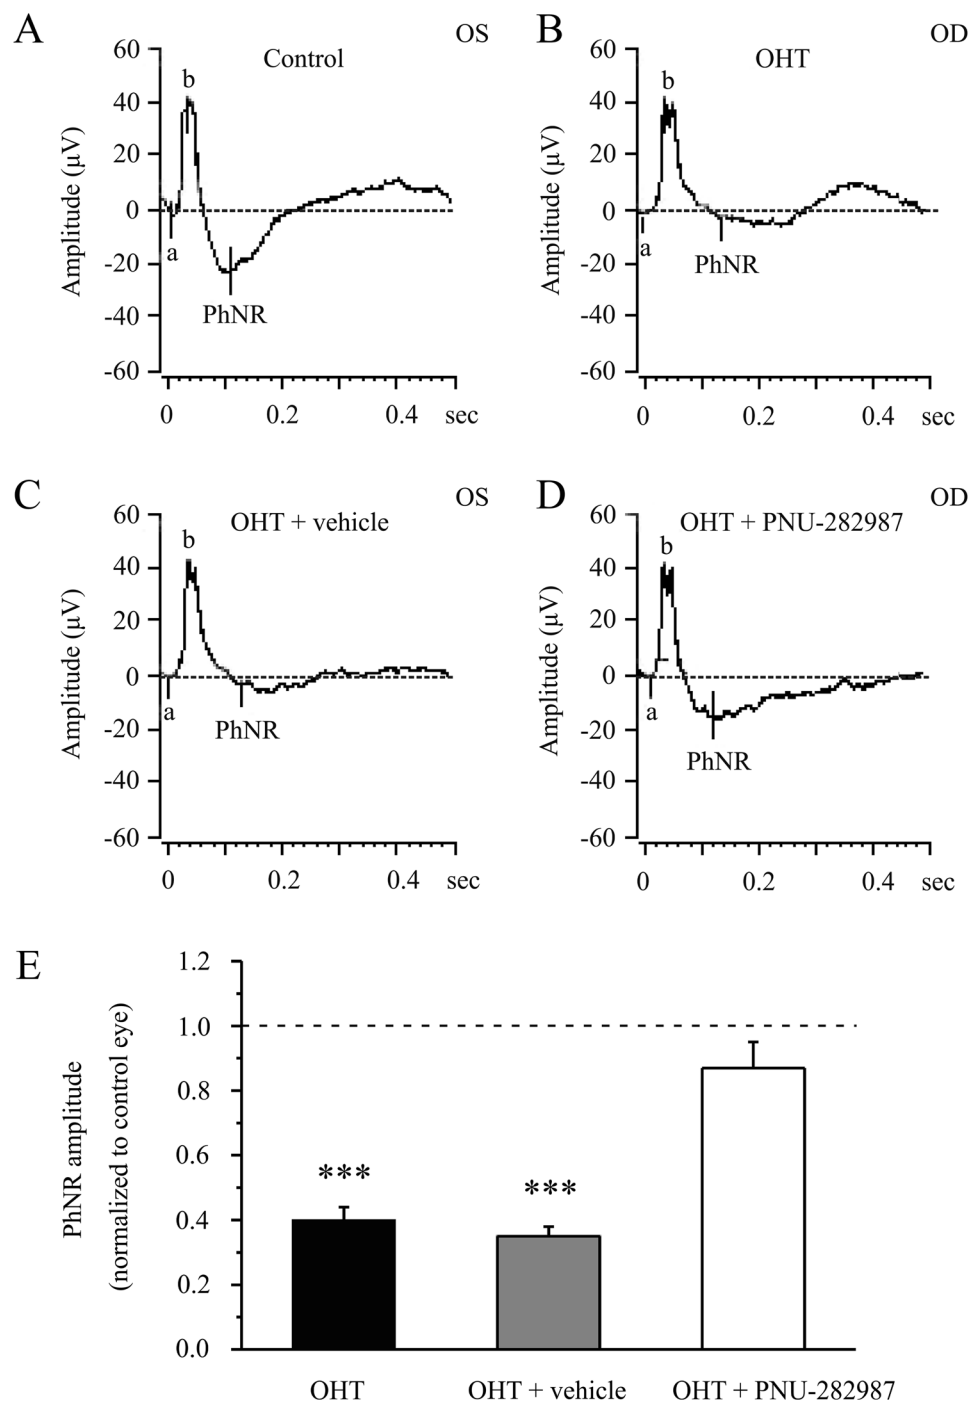 A
OS
Control
60
40
20
0
-20
-40
-60
Amplitude (µV)
b
a
PhNR
0
0.2
0.4
sec
B
OD
OHT
60
40
20
0
-20
-40
-60
Amplitude (µV)
b
a
PhNR
0
0.2
0.4
sec
C
OS
OHT + vehicle
60
40
20
0
-20
-40
-60
Amplitude (µV)
b
a
PhNR
0
0.2
0.4
sec
D
OD
OHT + PNU-282987
60
40
20
0
-20
-40
-60
Amplitude (µV)
b
a
PhNR
0
0.2
0.4
sec
E
PhNR amplitude
(normalized to control eye)
1.2
1.0
0.8
0.6
0.4
0.2
0.0
***
***
OHT
OHT + vehicle
OHT + PNU-282987